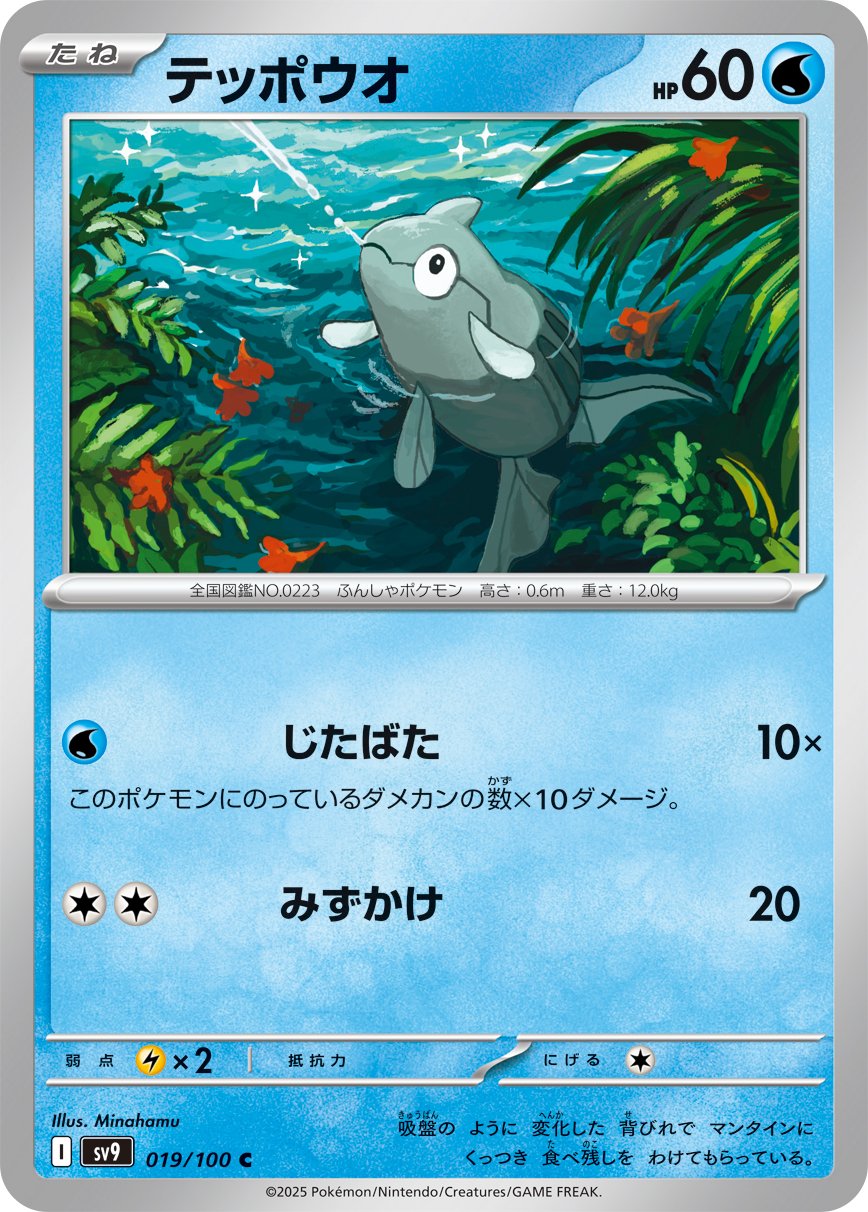 たね テッポウオ HP60
全国図鑑NO.0223 ふんしゃポケモン 高さ:0.6m 重さ:12.0kg
じたばた 10×
このポケモンにのっているダメカンの数×10ダメージ。
みずかけ 20
弱点 ×2 抵抗力 にげる
Illus. Minahamu
吸盤の ように 変化した 背びれで マンタインに
くっつき 食べ残しを わけてもらっている。
I sv9 019/100 C
©2025 Pokémon/Nintendo/Creatures/GAME FREAK.